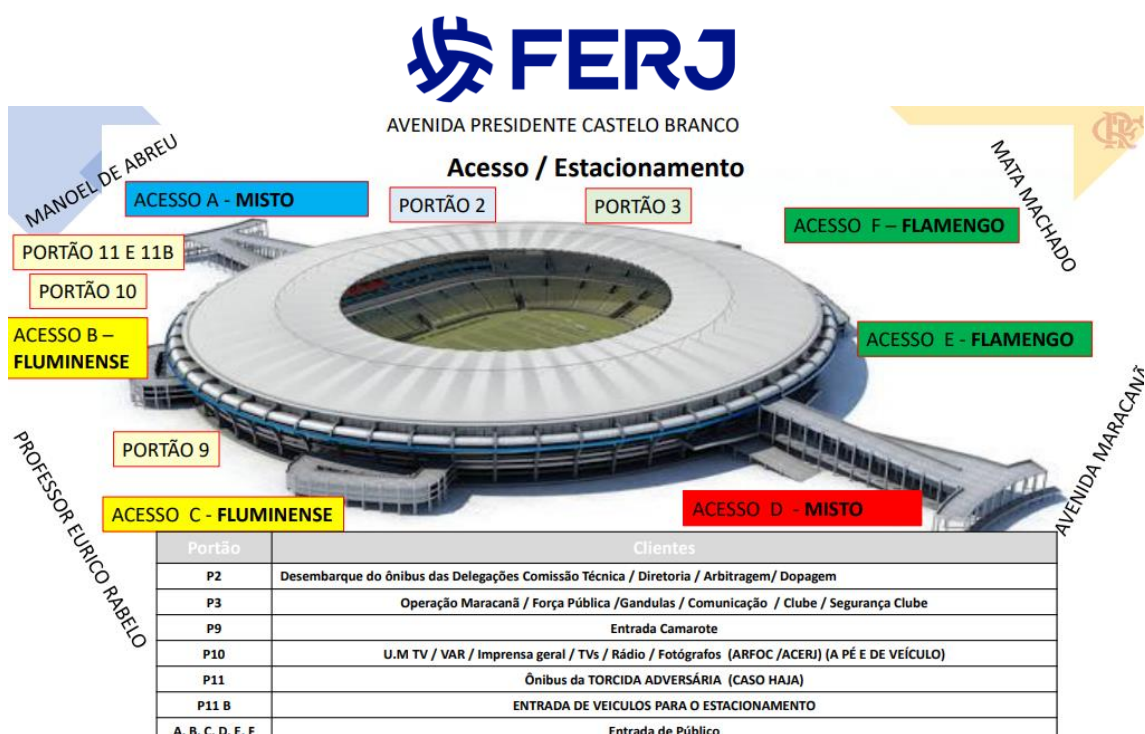 FERJ
AVENIDA PRESIDENTE CASTELO BRANCO
Acesso / Estacionamento
MANOEL DE ABREU
MATA MACHADO
ACESSO A - MISTO
PORTÃO 2
PORTÃO 3
ACESSO F – FLAMENGO
PORTÃO 11 E 11B
PORTÃO 10
ACESSO B –
FLUMINENSE
ACESSO E - FLAMENGO
AVENIDA MARACANÃ
PROFESSOR EURICO RABELO
PORTÃO 9
ACESSO C - FLUMINENSE
ACESSO D - MISTO
Portão Clientes
P2 Desembarque do ônibus das Delegações Comissão Técnica / Diretoria / Arbitragem/ Dopagem
P3 Operação Maracanã / Força Pública /Gandulas / Comunicação / Clube / Segurança Clube
P9 Entrada Camarote
P10 U.M TV / VAR / Imprensa geral / TVs / Rádio / Fotógrafos (ARFOC /ACERJ) (A PÉ E DE VEÍCULO)
P11 Ônibus da TORCIDA ADVERSÁRIA (CASO HAJA)
P11 B ENTRADA DE VEICULOS PARA O ESTACIONAMENTO
A, B, C, D, E, F Entrada de Público